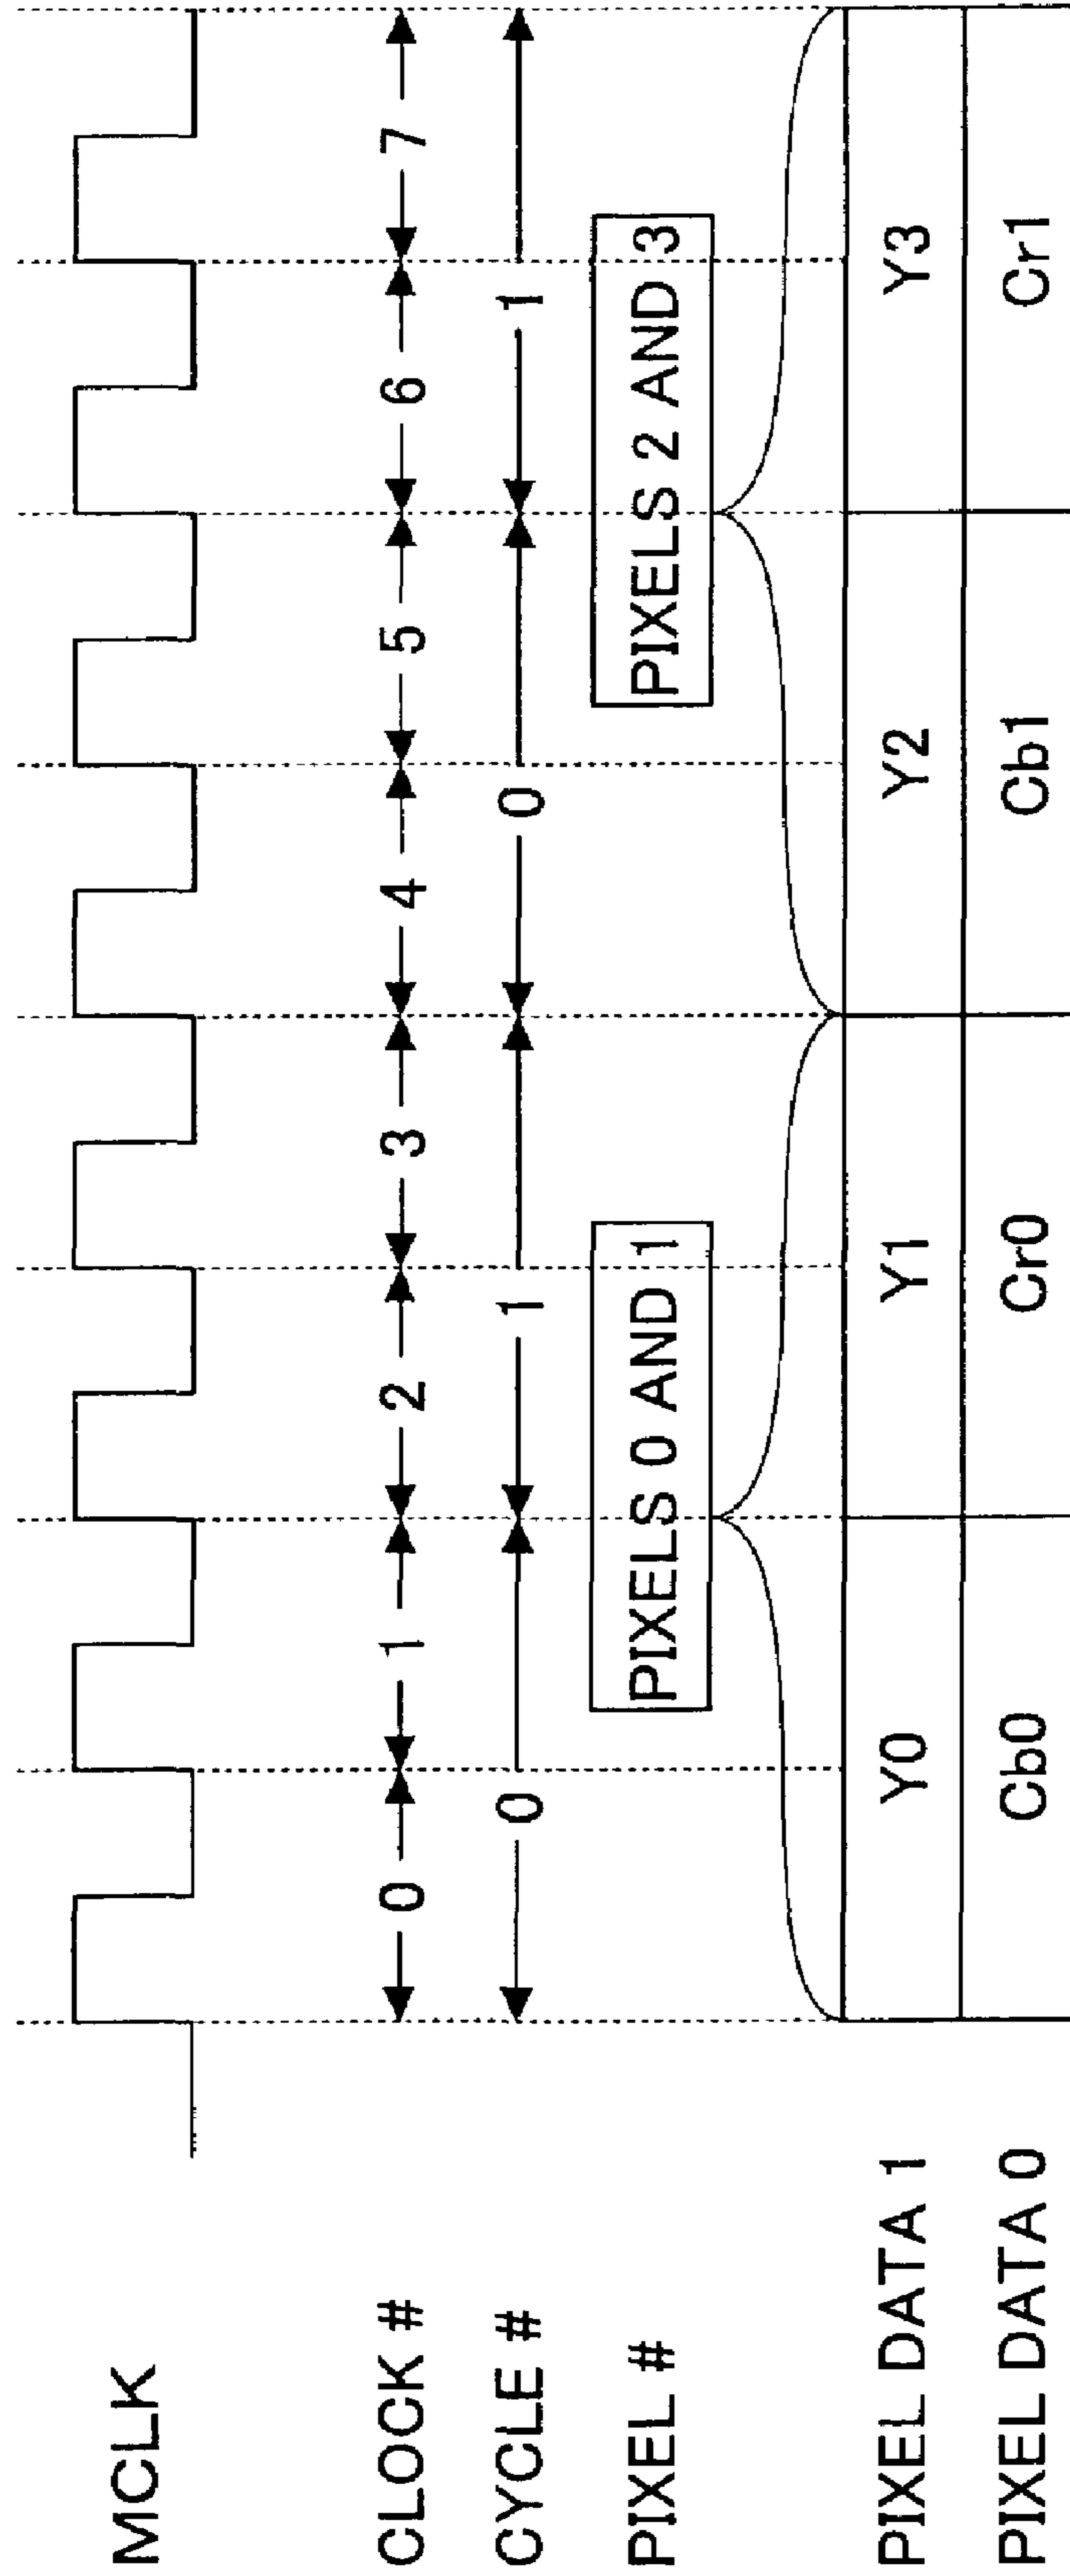 MCLK
CLOCK # 0 1 2 3 4 5 6 7
CYCLE # 0 1 0 1
PIXEL # PIXELS 0 AND 1 PIXELS 2 AND 3
PIXEL DATA 1 Y0 Y1 Y2 Y3
PIXEL DATA 0 Cb0 Cr0 Cb1 Cr1